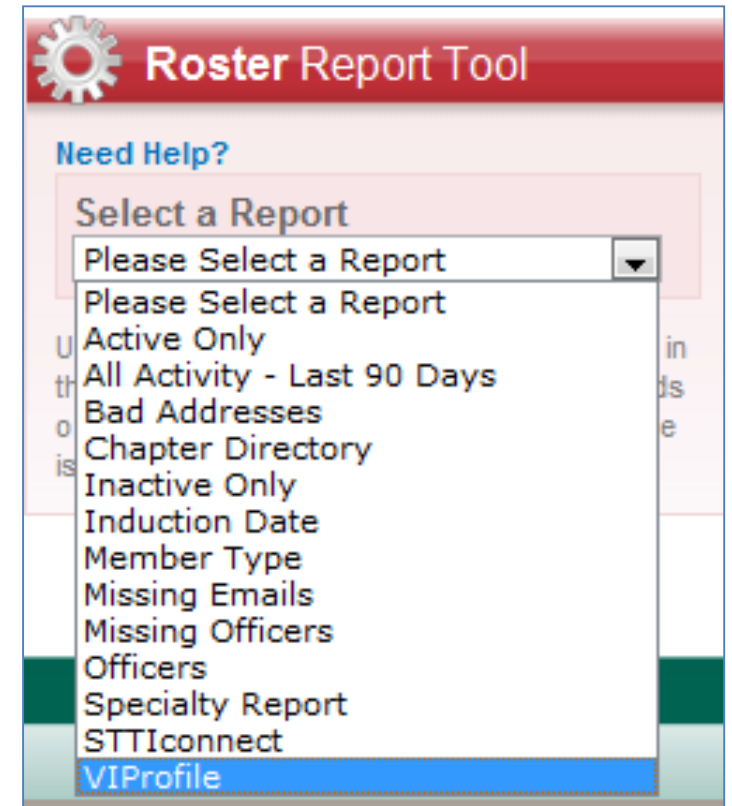 Roster Report Tool
Need Help?
Select a Report
Please Select a Report
Please Select a Report
Active Only
All Activity - Last 90 Days
Bad Addresses
Chapter Directory
Inactive Only
Induction Date
Member Type
Missing Emails
Missing Officers
Officers
Specialty Report
STTIconnect
VIProfile
in